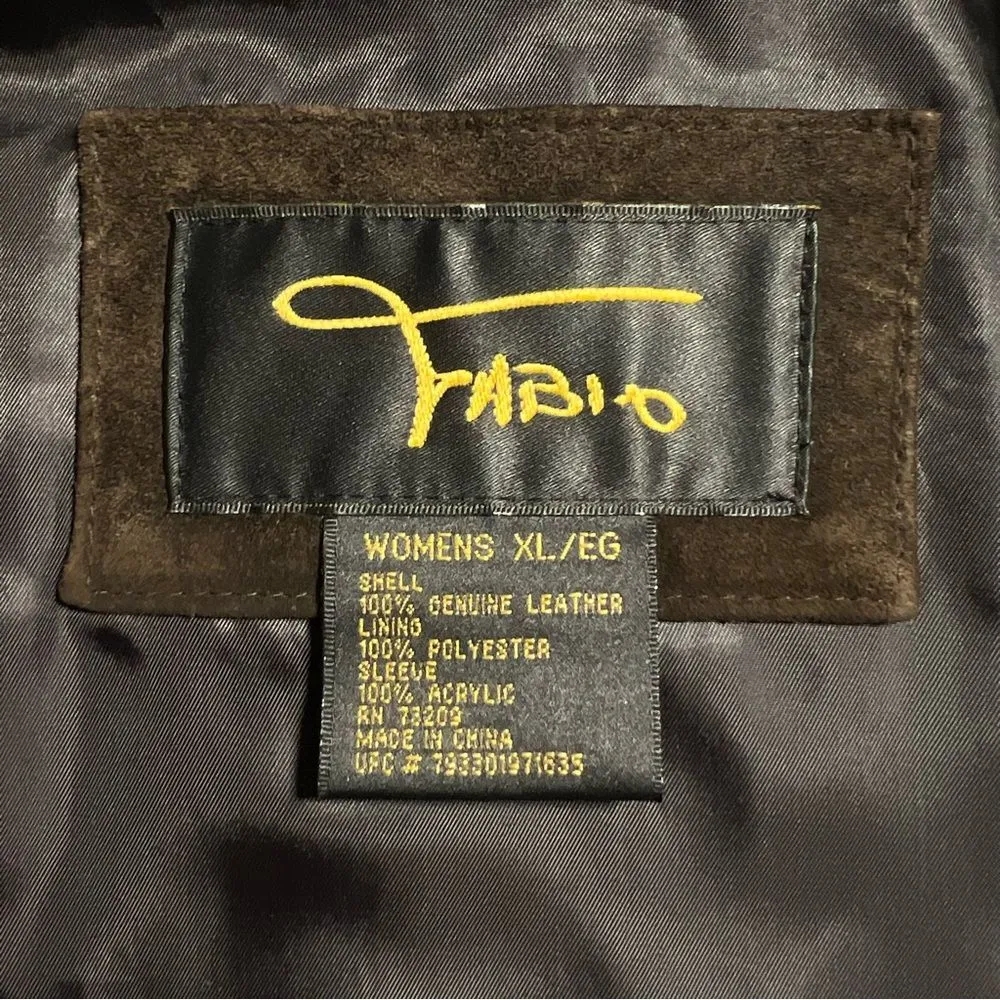 FABIO
WOMENS XL/EG
SHELL
100% GENUINE LEATHER
LINING
100% POLYESTER
SLEEVE
100% ACRYLIC
RN 73209
MADE IN CHINA
UPC # 793301971635